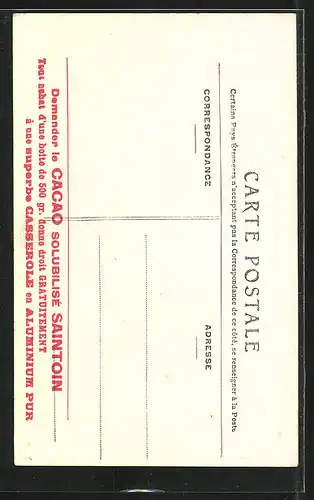 CARTE POSTALE
Certains Pays Étrangers n'acceptant pas la Correspondance de ce côté, se renseigner à la Poste
CORRESPONDANCE
ADRESSE
Demander le CACAO SOLUBILISÉ SAINTOIN
Tout achat d'une boîte de 500 gr. donne droit GRATUITEMENT
à une superbe CASSEROLE en ALUMINIUM PUR